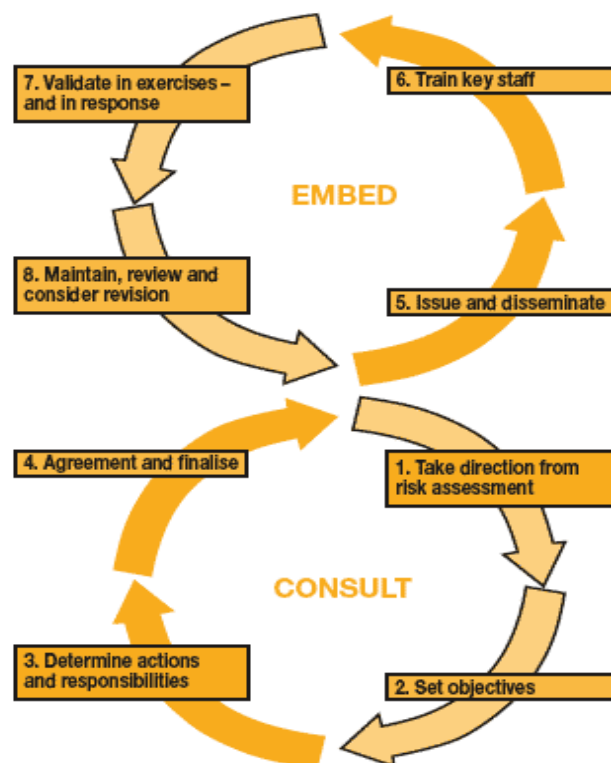 7. Validate in exercises –
and in response
6. Train key staff
EMBED
8. Maintain, review and
consider revision
5. Issue and disseminate
4. Agreement and finalise
1. Take direction from
risk assessment
CONSULT
3. Determine actions
and responsibilities
2. Set objectives